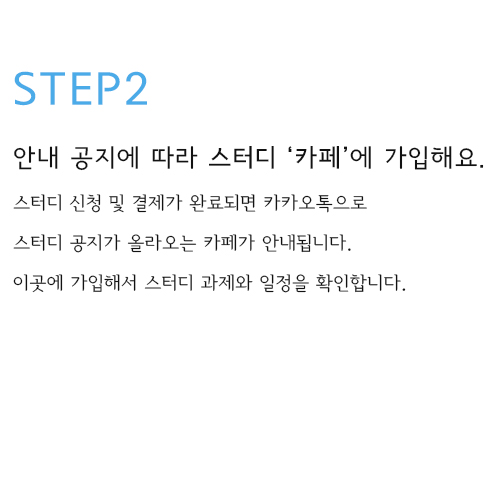 STEP2
안내 공지에 따라 스터디 ‘카페’에 가입해요.
스터디 신청 및 결제가 완료되면 카카오톡으로
스터디 공지가 올라오는 카페가 안내됩니다.
이곳에 가입해서 스터디 과제와 일정을 확인합니다.